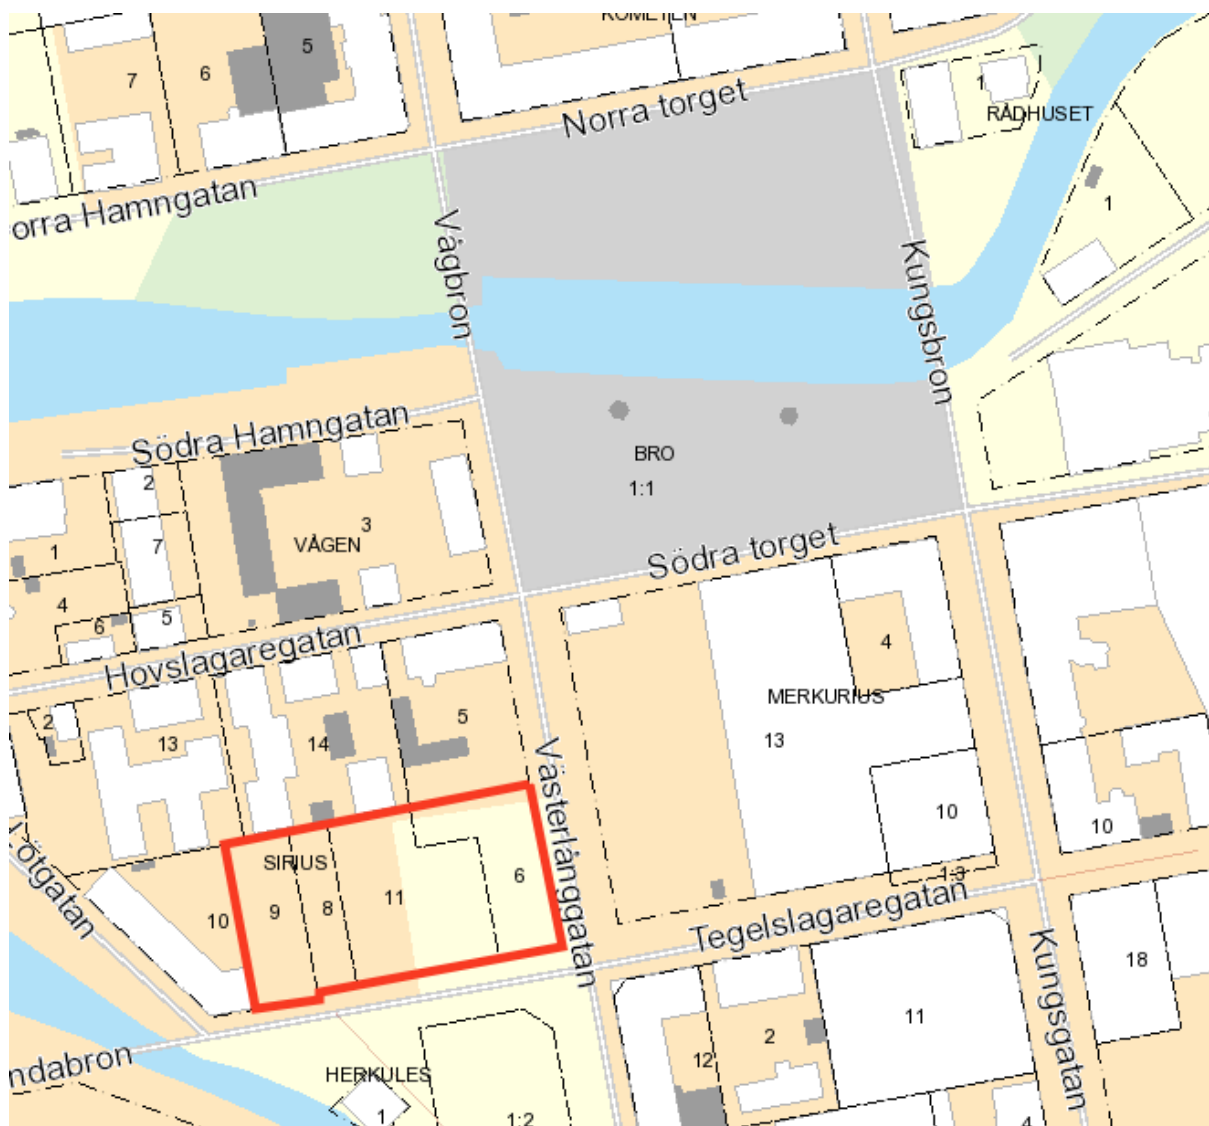 KOMETEN
5
6
7
Norra torget
1
RÅDHUSET
orra Hamngatan
1
Vågbron
Kungsbron
Södra Hamngatan
BRO
1:1
2
3
VÅGEN
7
1
Södra torget
4
6
5
Hovslagaregatan
4
MERKURIUS
2
13
14
5
13
Västerlånggatan
10
10
Lötgatan
SIRIUS
1:3
6
11
9
8
10
Tegelslagaregatan
Kungsgatan
18
11
2
12
ndabron
HERKULES
1
1:2
4